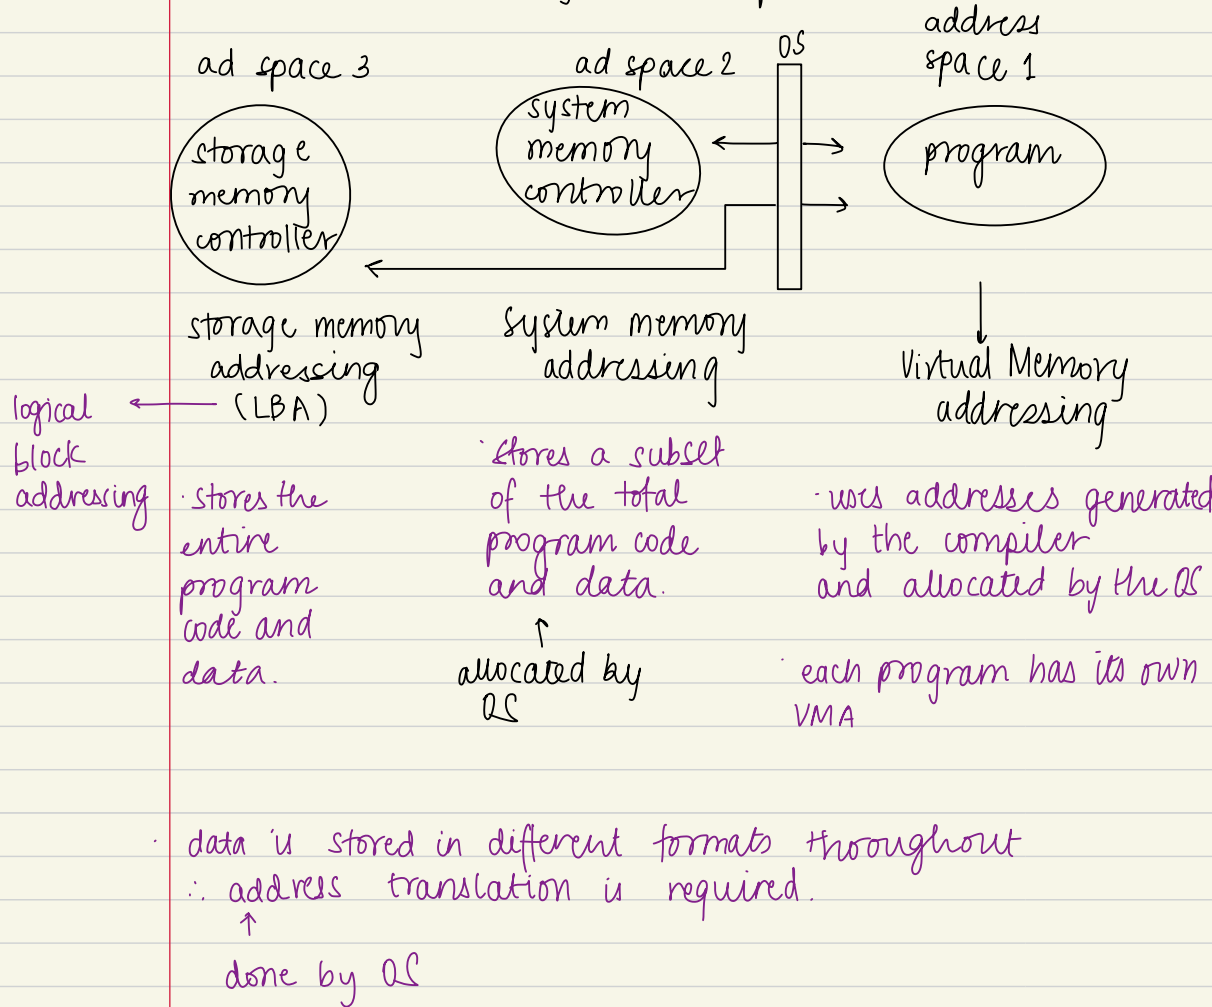 address
space 1
OS
ad space 2
ad space 3
system
memory
controller
storage
memory
controller
program
storage memory
addressing
(LBA)
system memory
addressing
Virtual Memory
addressing
logical
block
addressing
· stores the
entire
program
code and
data.
· stores a subset
of the total
program code
and data.
allocated by
OS
· uses addresses generated
by the compiler
and allocated by the OS
· each program has its own
VMA
· data is stored in different formats throughout
∴ address translation is required.
done by OS